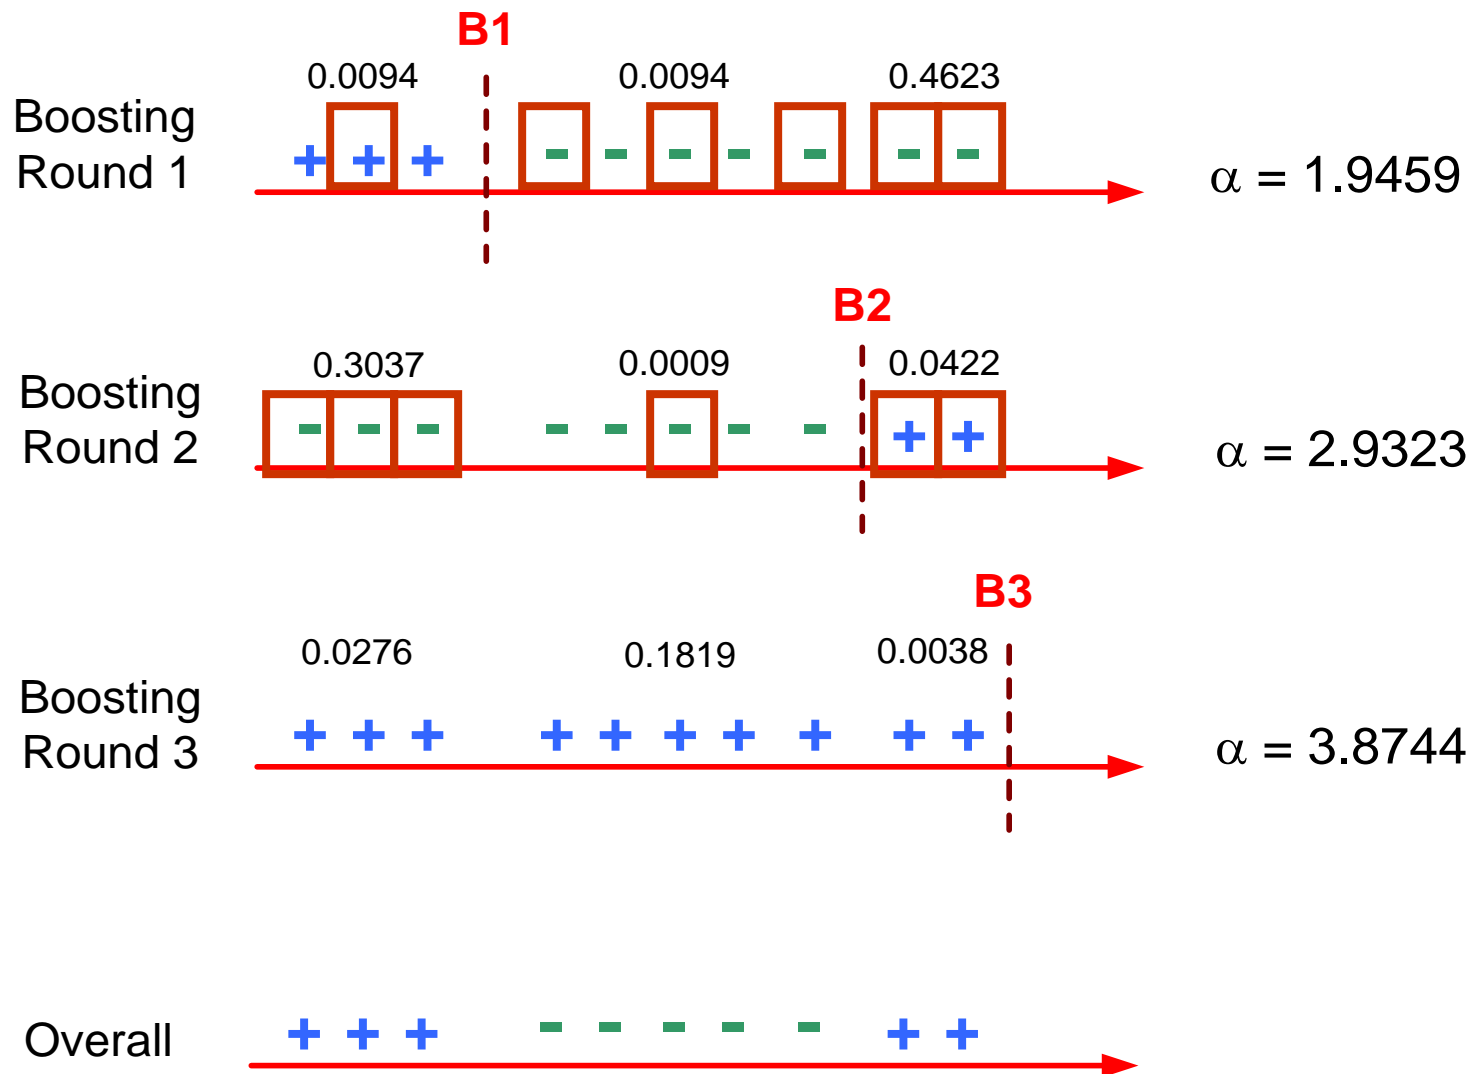 B1
0.0094 0.0094 0.4623
Boosting
Round 1
+ + + - - - - - - -
α = 1.9459
B2
0.3037 0.0009 0.0422
Boosting
Round 2
- - - - - - - - + +
α = 2.9323
B3
0.0276 0.1819 0.0038
Boosting
Round 3
+ + + + + + + + + +
α = 3.8744
Overall
+ + + - - - - - + +